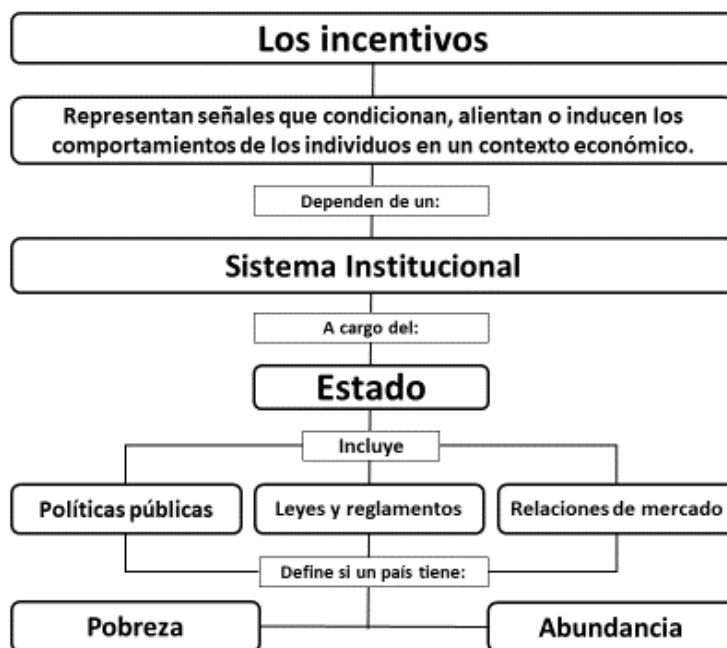 Los incentivos
Representan señales que condicionan, alientan o inducen los
comportamientos de los individuos en un contexto económico.
Dependen de un:
Sistema Institucional
A cargo del:
Estado
Incluye
Políticas públicas
Leyes y reglamentos
Relaciones de mercado
Define si un país tiene:
Pobreza
Abundancia